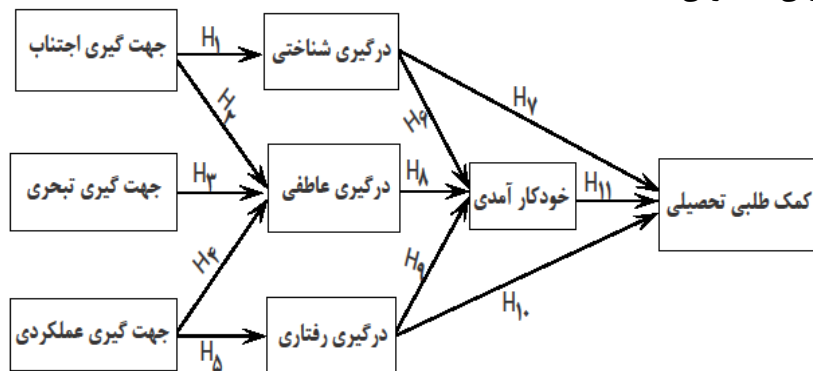 جهت گیری اجتناب
H۱
درگیری شناختی
H۲
H۶
H۷
جهت گیری تبحری
H۳
درگیری عاطفی
H۸
خودکار آمدی
H۱۱
کمک طلبی تحصیلی
H۴
H۹
H۱۰
جهت گیری عملکردی
H۵
درگیری رفتاری